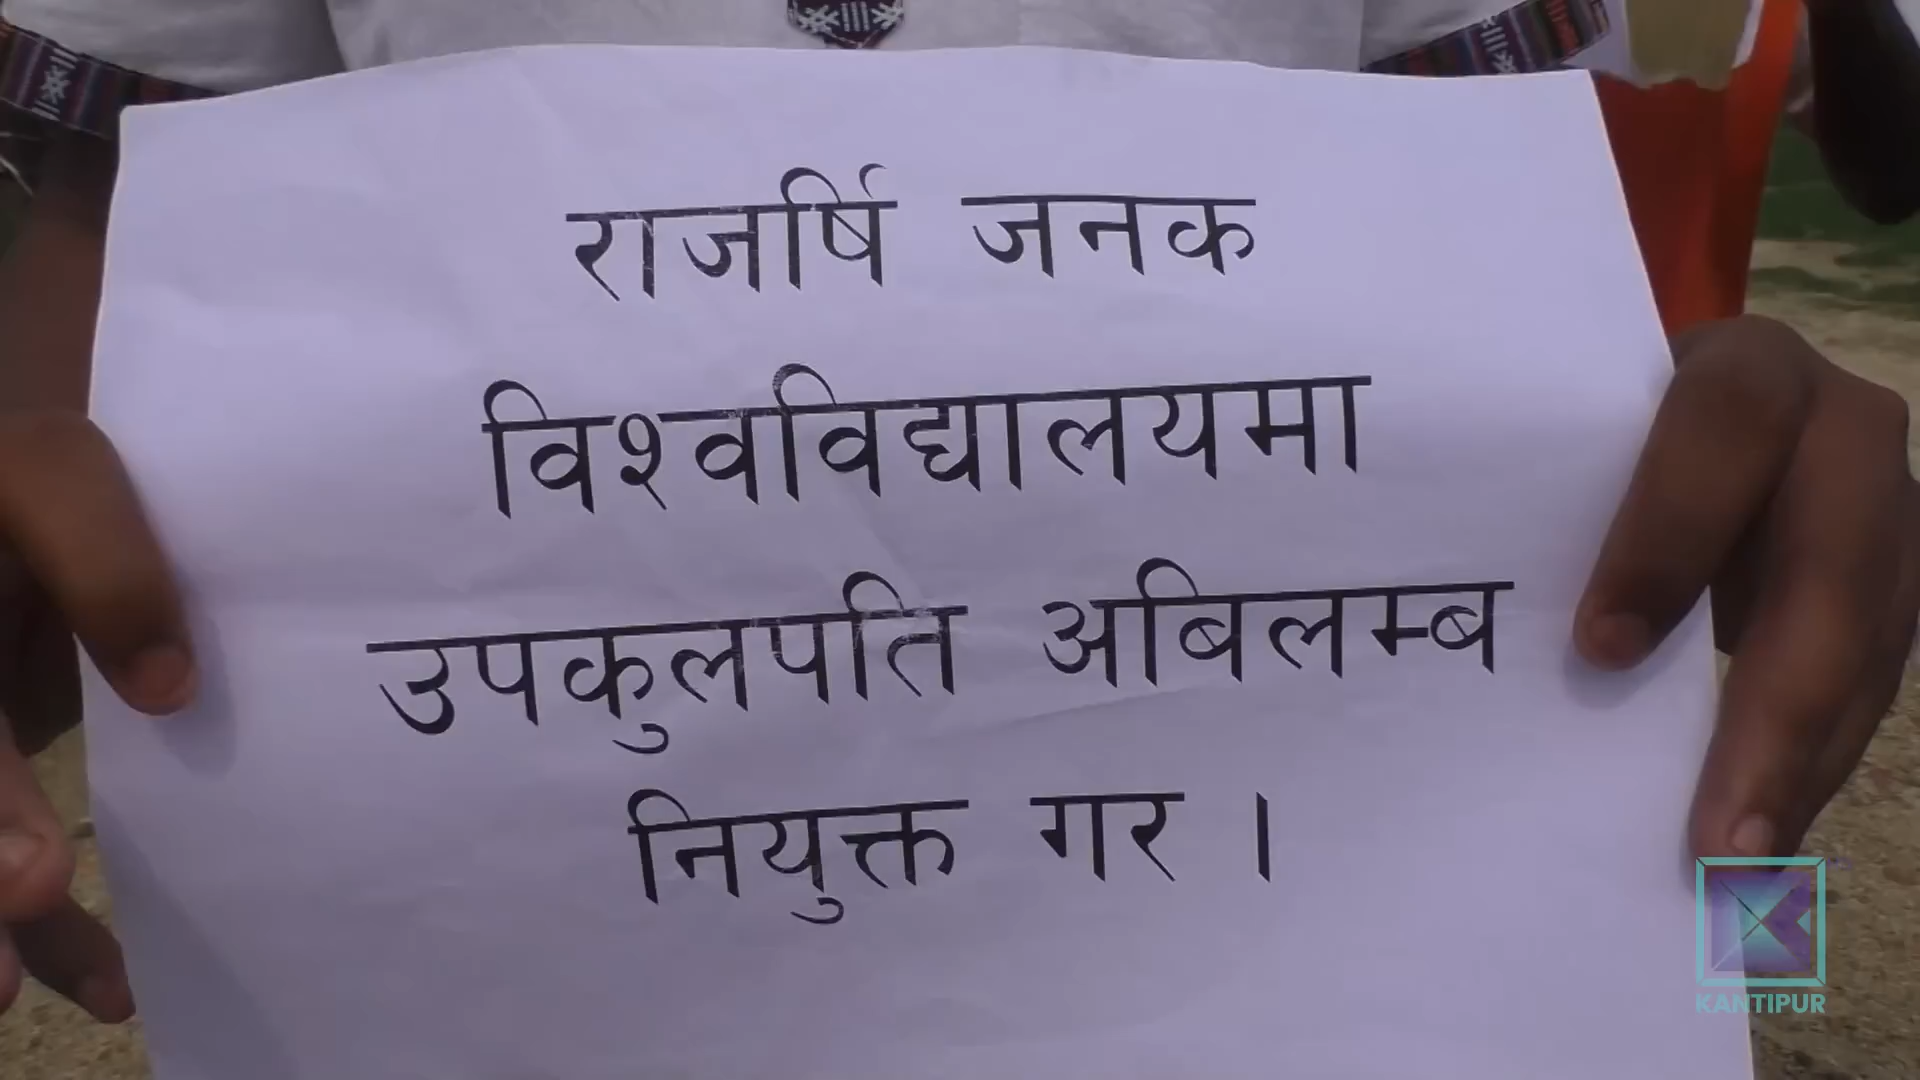 राजर्षि जनक
विश्वविद्यालयमा
उपकुलपति अबिलम्ब
नियुक्त गर ।
KANTIPUR